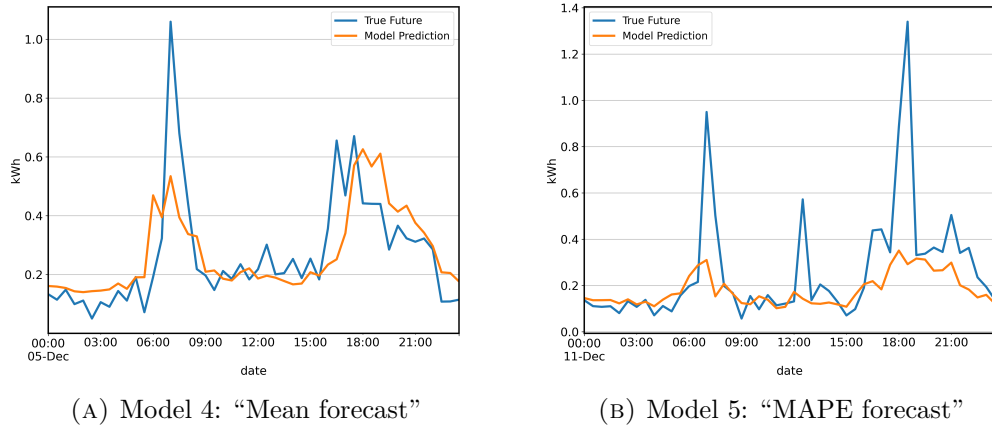 True Future
Model Prediction
kWh
1.0
0.8
0.6
0.4
0.2
00:00 03:00 06:00 09:00 12:00 15:00 18:00 21:00
05-Dec
date
(A) Model 4: “Mean forecast”
True Future
Model Prediction
kWh
1.4
1.2
1.0
0.8
0.6
0.4
0.2
0.0
00:00 03:00 06:00 09:00 12:00 15:00 18:00 21:00
11-Dec
date
(B) Model 5: “MAPE forecast”